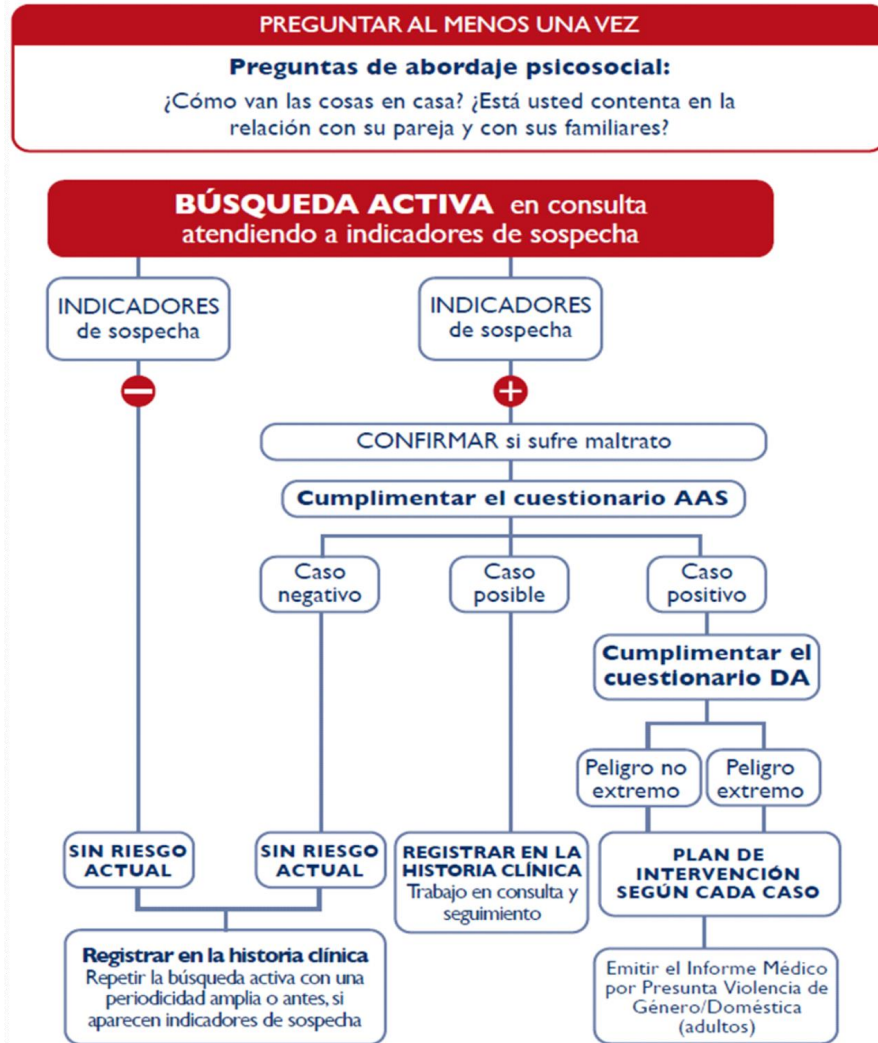 PREGUNTAR AL MENOS UNA VEZ
Preguntas de abordaje psicosocial:
¿Cómo van las cosas en casa? ¿Está usted contenta en la
relación con su pareja y con sus familiares?
BÚSQUEDA ACTIVA en consulta
atendiendo a indicadores de sospecha
INDICADORES
de sospecha
INDICADORES
de sospecha
CONFIRMAR si sufre maltrato
Cumplimentar el cuestionario AAS
Caso
negativo
Caso
posible
Caso
positivo
Cumplimentar el
cuestionario DA
Peligro no
extremo
Peligro
extremo
SIN RIESGO
ACTUAL
SIN RIESGO
ACTUAL
REGISTRAR EN LA
HISTORIA CLÍNICA
Trabajo en consulta y
seguimiento
PLAN DE
INTERVENCIÓN
SEGÚN CADA CASO
Registrar en la historia clínica
Repetir la búsqueda activa con una
periodicidad amplia o antes, si
aparecen indicadores de sospecha
Emitir el Informe Médico
por Presunta Violencia de
Género/Doméstica
(adultos)